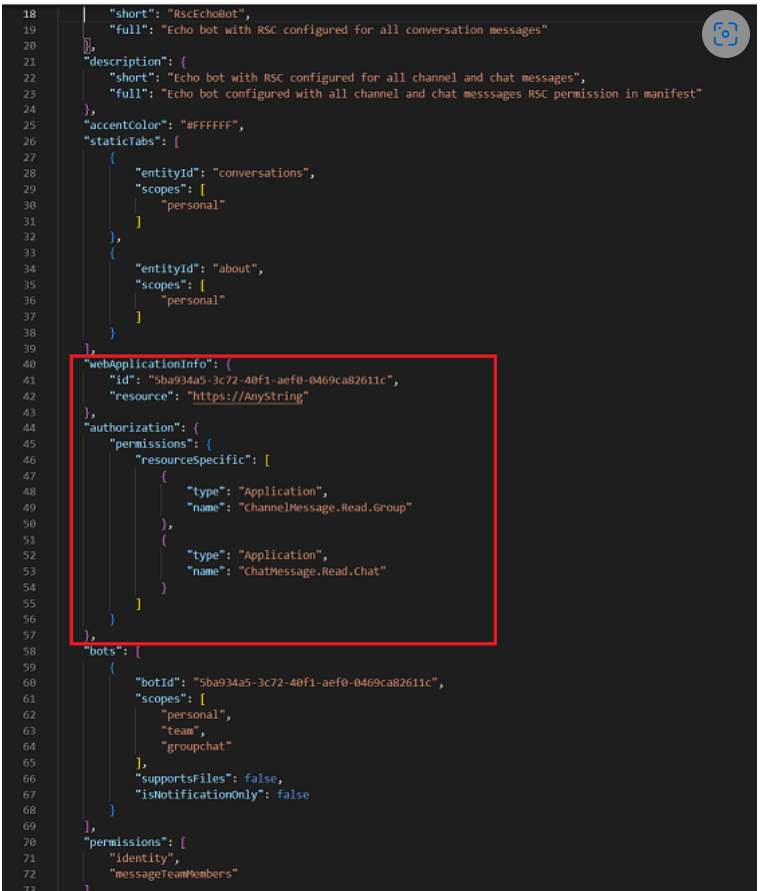 18 "short": "RscEchoBot",
19 "full": "Echo bot with RSC configured for all conversation messages"
20 },
21 "description": {
22 "short": "Echo bot with RSC configured for all channel and chat messages",
23 "full": "Echo bot configured with all channel and chat messsages RSC permission in manifest"
24 },
25 "accentColor": "#FFFFFF",
26 "staticTabs": [
27 {
28 "entityId": "conversations",
29 "scopes": [
30 "personal"
31 ]
32 },
33 {
34 "entityId": "about",
35 "scopes": [
36 "personal"
37 ]
38 }
39 ],
40 "webApplicationInfo": {
41 "id": "5ba934a5-3c72-40f1-aef0-0469ca82611c",
42 "resource": "https://AnyString"
43 },
44 "authorization": {
45 "permissions": {
46 "resourceSpecific": [
47 {
48 "type": "Application",
49 "name": "ChannelMessage.Read.Group"
50 },
51 {
52 "type": "Application",
53 "name": "ChatMessage.Read.Chat"
54 }
55 ]
56 }
57 },
58 "bots": [
59 {
60 "botId": "5ba934a5-3c72-40f1-aef0-0469ca82611c",
61 "scopes": [
62 "personal",
63 "team",
64 "groupchat"
65 ],
66 "supportsFiles": false,
67 "isNotificationOnly": false
68 }
69 ],
70 "permissions": [
71 "identity",
72 "messageTeamMembers"
73 ]